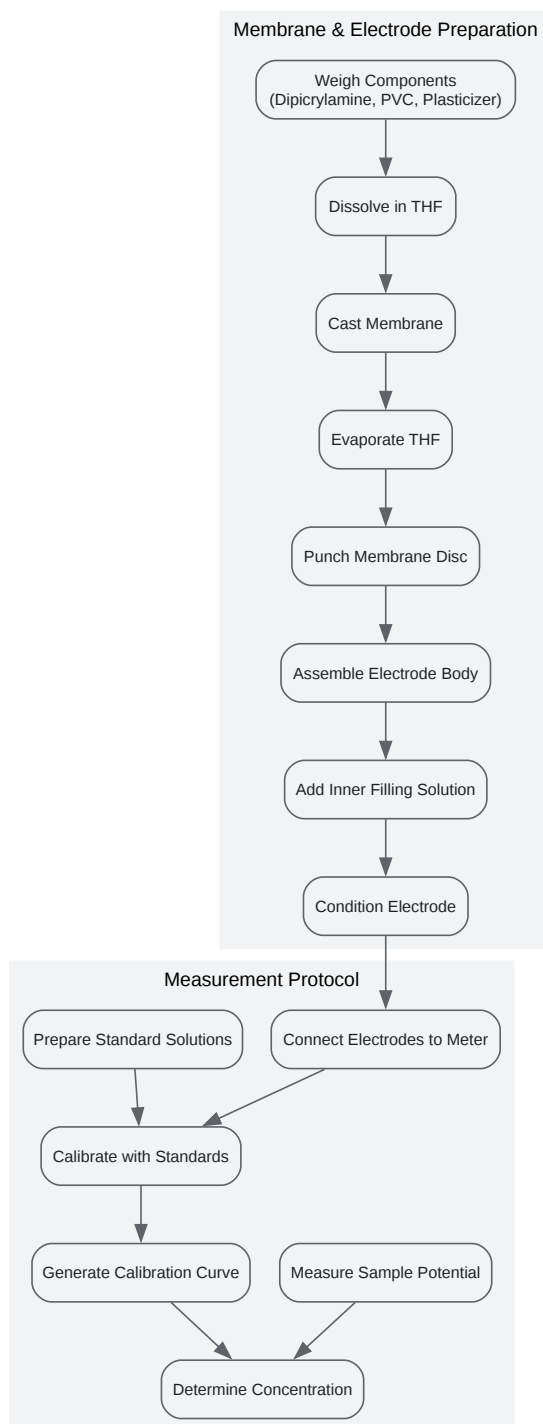 Membrane & Electrode Preparation
Weigh Components
(Dipicrylamine, PVC, Plasticizer)
Dissolve in THF
Cast Membrane
Evaporate THF
Punch Membrane Disc
Assemble Electrode Body
Add Inner Filling Solution
Condition Electrode
Measurement Protocol
Prepare Standard Solutions
Connect Electrodes to Meter
Calibrate with Standards
Generate Calibration Curve
Measure Sample Potential
Determine Concentration